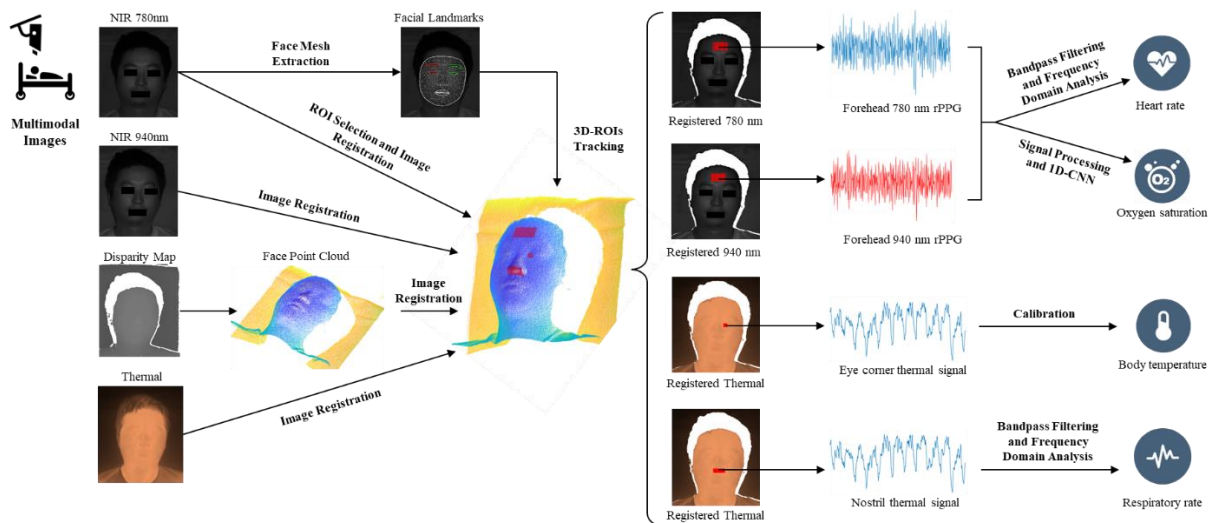 Multimodal
Images
NIR 780nm
NIR 940nm
Disparity Map
Thermal
Face Mesh
Extraction
Facial Landmarks
ROI Selection and Image
Registration
Image Registration
Face Point Cloud
Image
Registration
Image Registration
3D-ROIs
Tracking
Registered 780 nm
Forehead 780 nm rPPG
Registered 940 nm
Forehead 940 nm rPPG
Bandpass Filtering
and Frequency
Domain Analysis
Heart rate
Signal Processing
and 1D-CNN
O2
Oxygen saturation
Registered Thermal
Eye corner thermal signal
Calibration
Body temperature
Registered Thermal
Nostril thermal signal
Bandpass Filtering
and Frequency
Domain Analysis
Respiratory rate